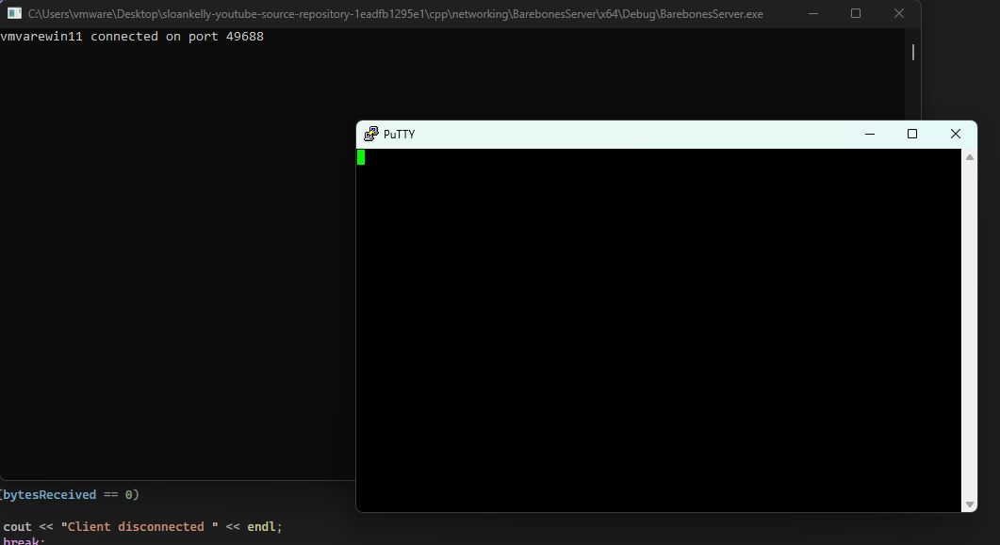 C:\Users\vmware\Desktop\sloankelly-youtube-source-repository-1eadfb1295e1\cpp\networking\BarebonesServer\x64\Debug\BarebonesServer.exe
vmvarewin11 connected on port 49688
PuTTY
(bytesReceived == 0)
cout << "Client disconnected " << endl;
break;